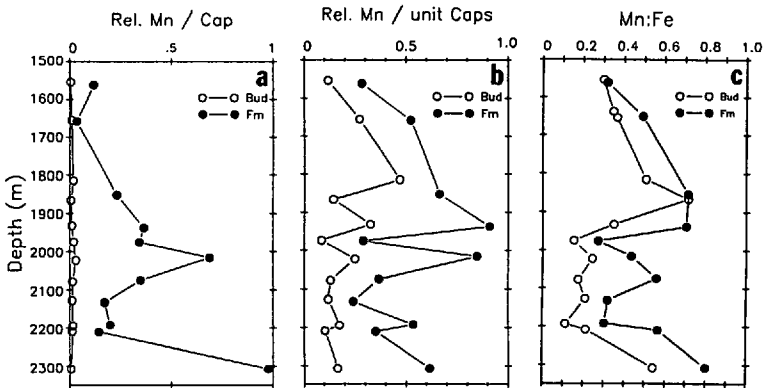 Rel. Mn / Cap
Rel. Mn / unit Caps
Mn:Fe
0 .5 1
0 0.5 1.0
0 0.2 0.4 0.6 0.8 1.0
a
b
c
Bud
Fm
Bud
Fm
Bud
Fm
Depth (m)
1500
1600
1700
1800
1900
2000
2100
2200
2300